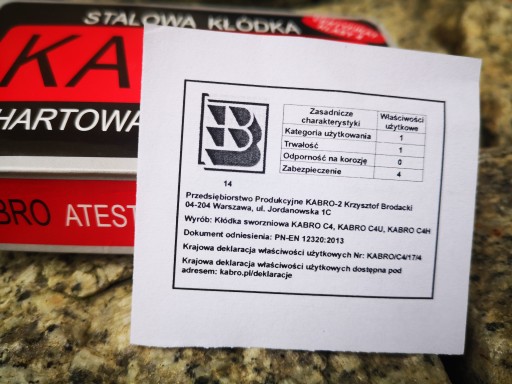 STALOWA KŁÓDKA
KA
HARTOWA
BRO ATEST
B
14
Zasadnicze charakterystyki Właściwości użytkowe
Kategoria użytkowania 1
Trwałość 1
Odporność na korozję 0
Zabezpieczenie 4
Przedsiębiorstwo Produkcyjne KABRO-2 Krzysztof Brodacki
04-204 Warszawa, ul. Jordanowska 1C
Wyrób: Kłódka sworzniowa KABRO C4, KABRO C4U, KABRO C4H
Dokument odniesienia: PN-EN 12320:2013
Krajowa deklaracja właściwości użytkowych Nr: KABRO/C4/17/4
Krajowa deklaracja właściwości użytkowych dostępna pod
adresem: kabro.pl/deklaracje